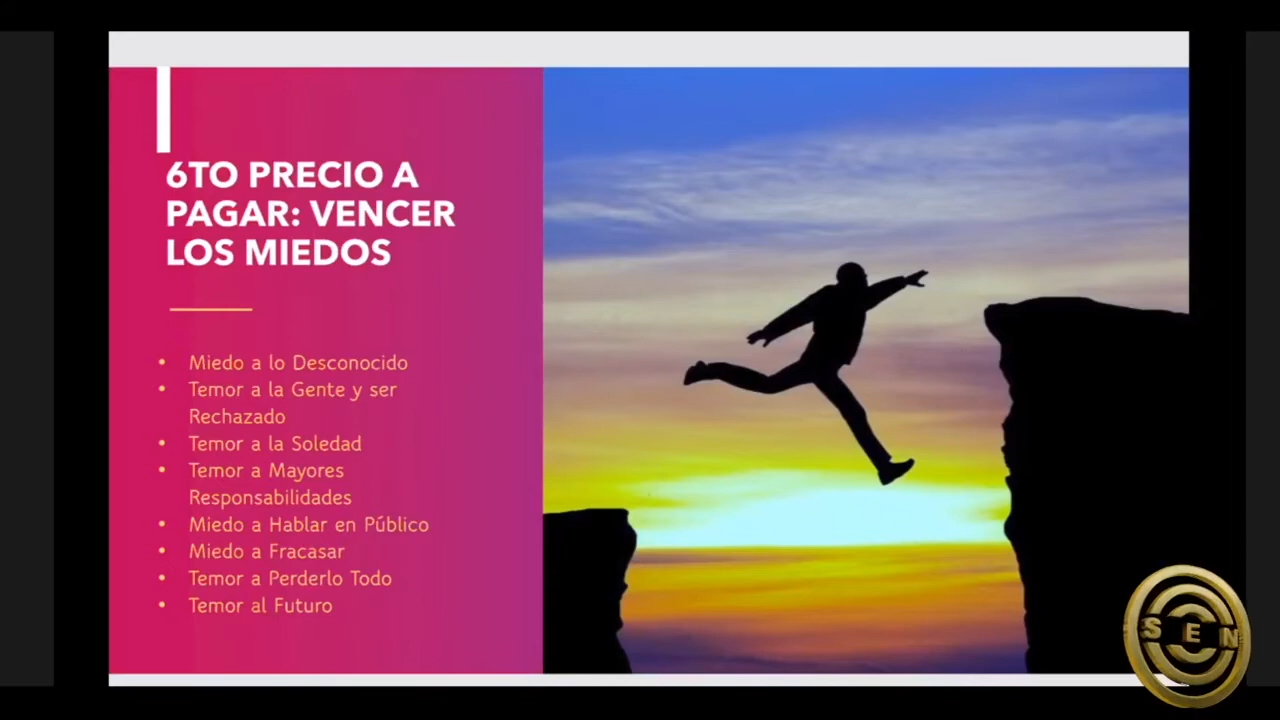 6TO PRECIO A
PAGAR: VENCER
LOS MIEDOS
• Miedo a lo Desconocido
• Temor a la Gente y ser
Rechazado
• Temor a la Soledad
• Temor a Mayores
Responsabilidades
• Miedo a Hablar en Público
• Miedo a Fracasar
• Temor a Perderlo Todo
• Temor al Futuro
SEN